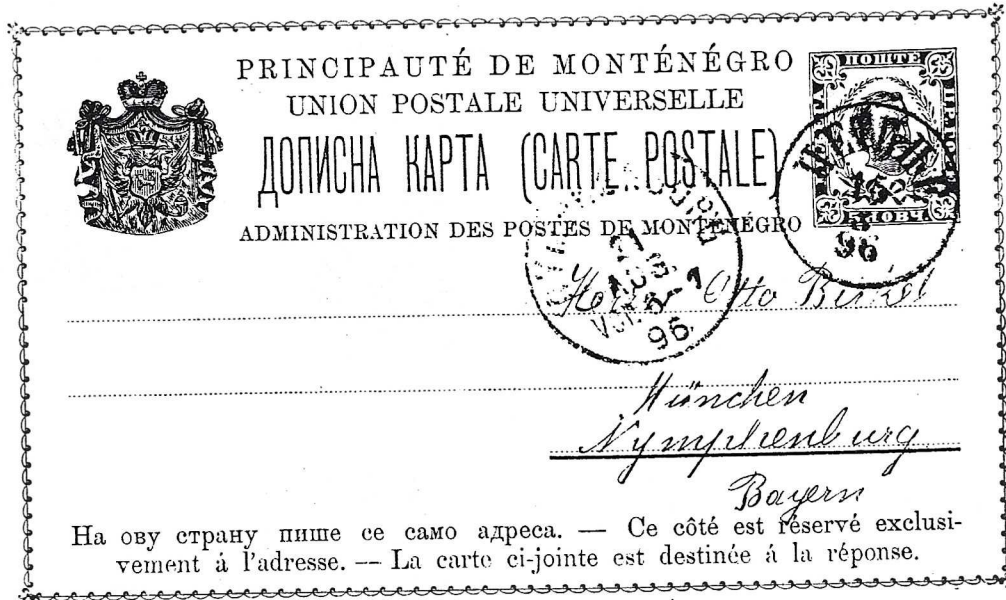 PRINCIPAUTÉ DE MONTÉNÉGRO
UNION POSTALE UNIVERSELLE
ДОПИСНА КАРТА (CARTE POSTALE)
ADMINISTRATION DES POSTES DE MONTÉNÉGRO
ПОШТЕ
96
96
Herrn Otto
München
Nymphenburg
Bayern
На ову страну пише се само адреса. — Ce côté est réservé exclusi-
vement á l'adresse. — La carte ci-jointe est destinée á la réponse.